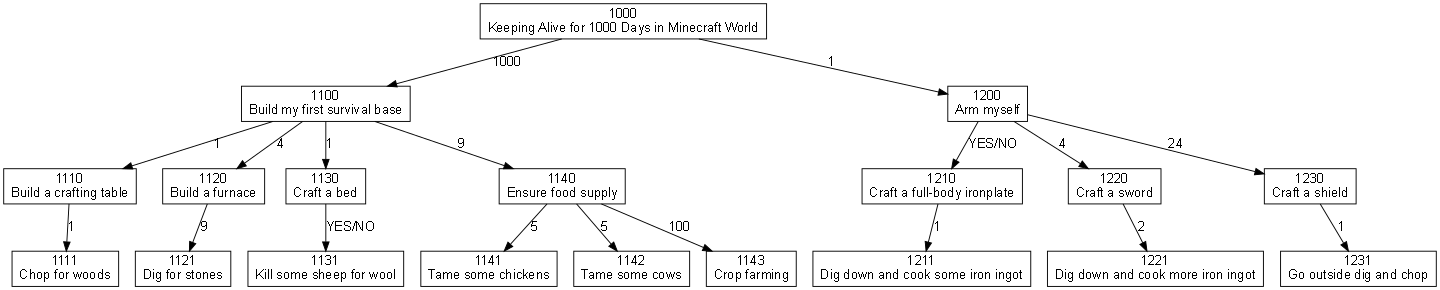 1000
Keeping Alive for 1000 Days in Minecraft World
1000
1
1100
Build my first survival base
1200
Arm myself
1
4
1
9
YES/NO
4
24
1110
Build a crafting table
1120
Build a furnace
1130
Craft a bed
1140
Ensure food supply
1210
Craft a full-body ironplate
1220
Craft a sword
1230
Craft a shield
1
9
YES/NO
5
5
100
1
2
1
1111
Chop for woods
1121
Dig for stones
1131
Kill some sheep for wool
1141
Tame some chickens
1142
Tame some cows
1143
Crop farming
1211
Dig down and cook some iron ingot
1221
Dig down and cook more iron ingot
1231
Go outside dig and chop